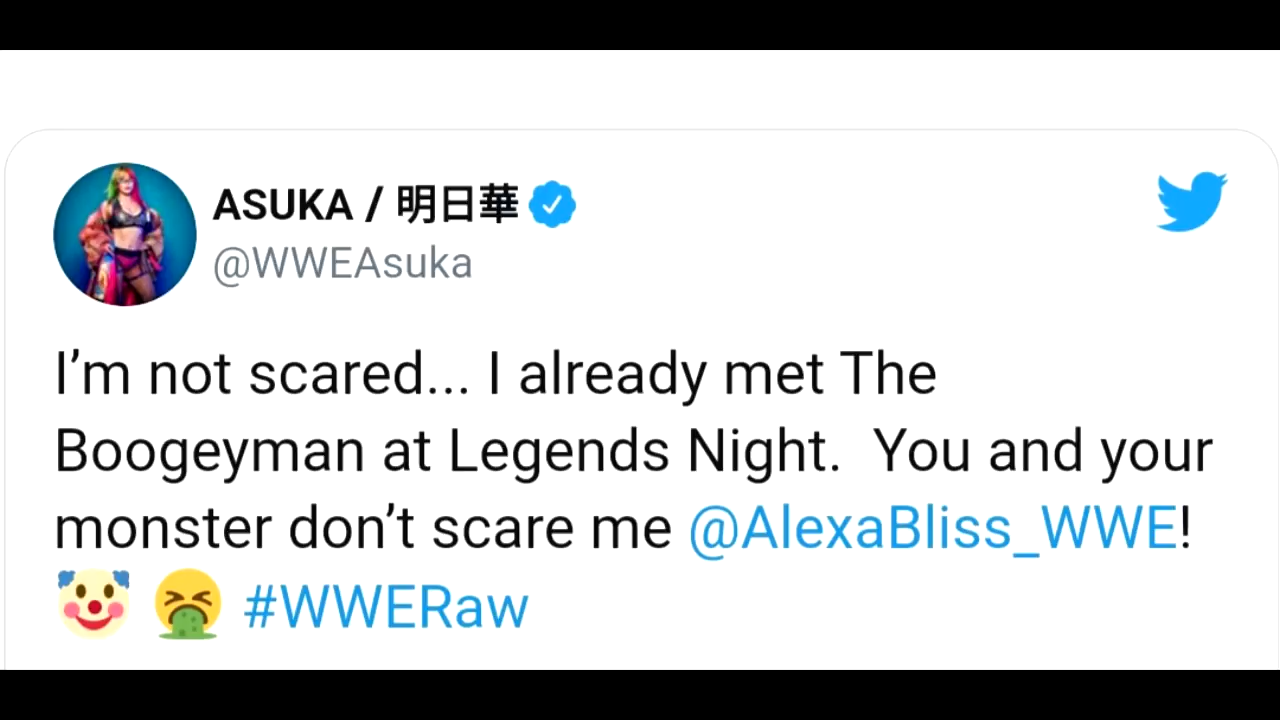 ASUKA / 明日華
@WWEAsuka
I’m not scared... I already met The
Boogeyman at Legends Night.  You and your
monster don’t scare me @AlexaBliss_WWE!
🤡 🤮 #WWERaw